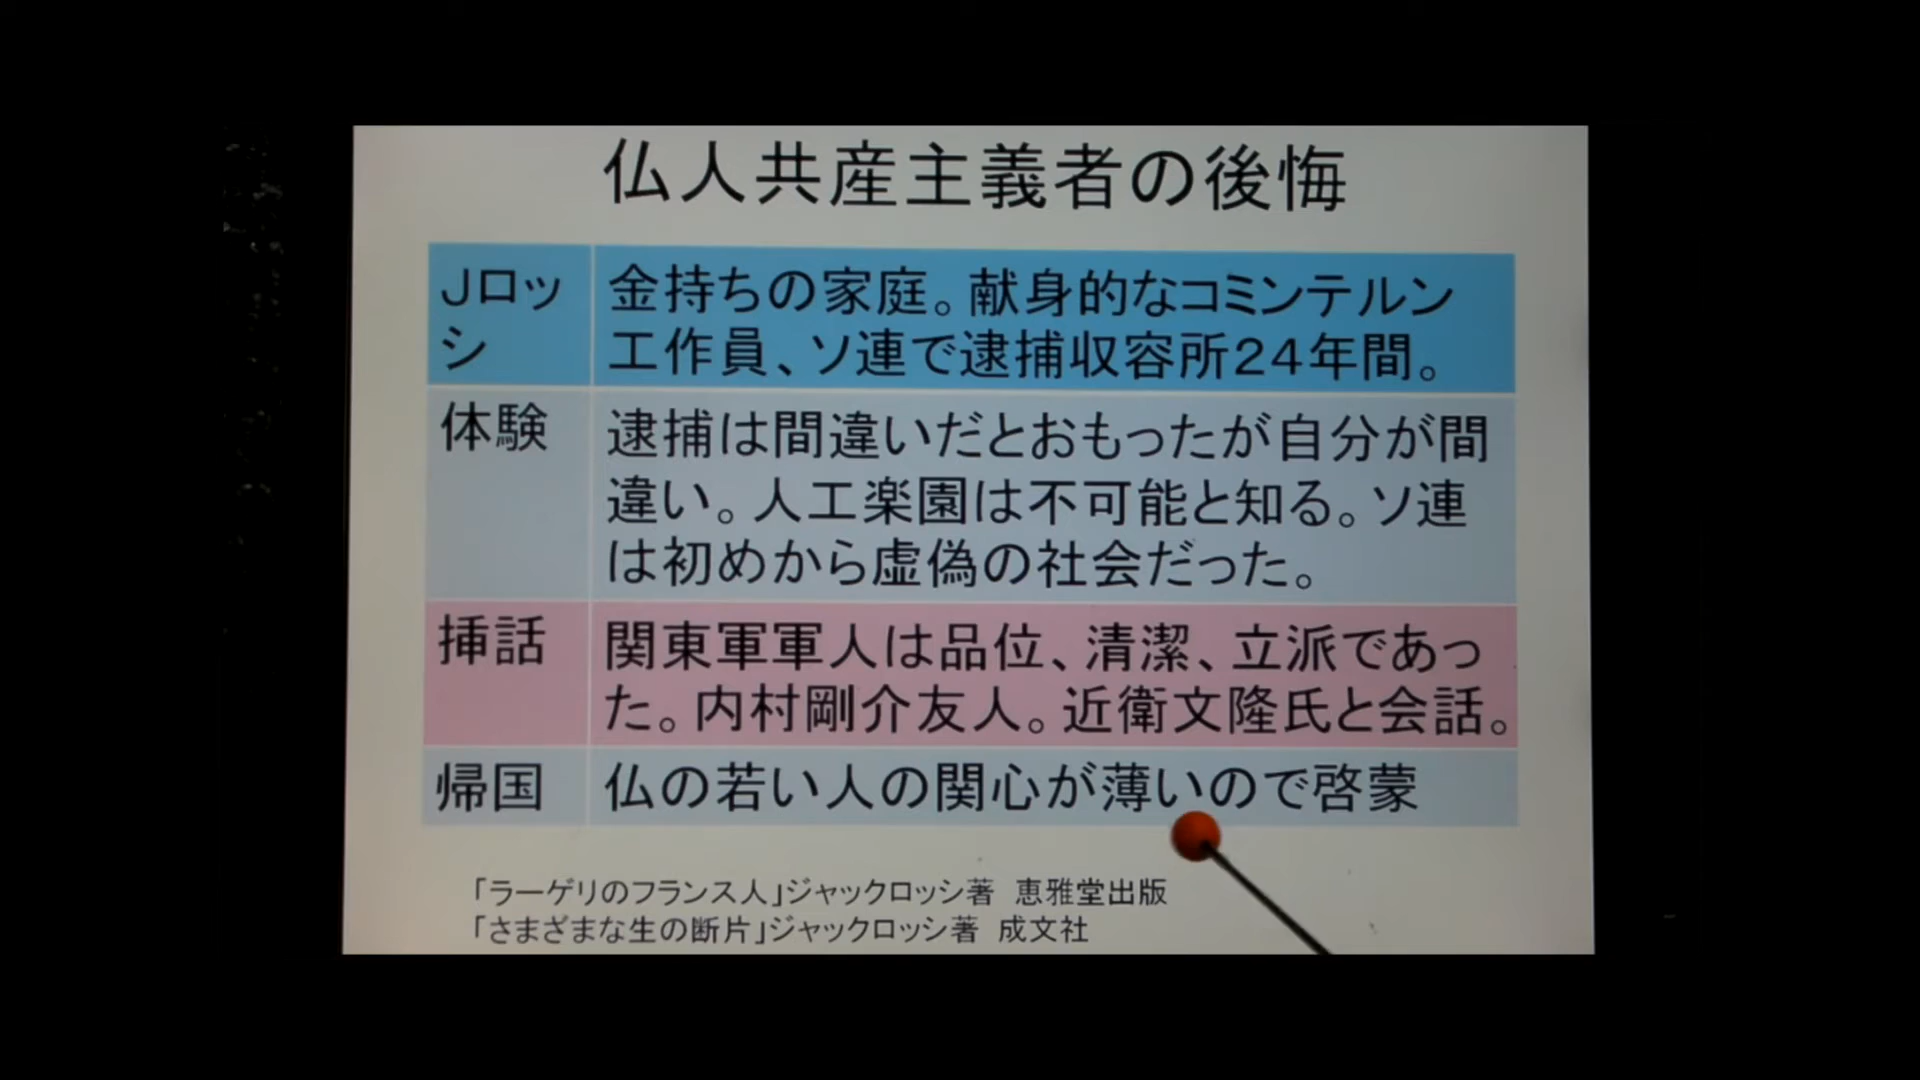 仏人共産主義者の後悔
Jロッ
シ
金持ちの家庭。献身的なコミンテルン
工作員、ソ連で逮捕収容所24年間。
体験
逮捕は間違いだとおもったが自分が間
違い。人工楽園は不可能と知る。ソ連
は初めから虚偽の社会だった。
挿話
関東軍軍人は品位、清潔、立派であっ
た。内村剛介友人。近衛文隆氏と会話。
帰国
仏の若い人の関心が薄いので啓蒙
「ラーゲリのフランス人」ジャックロッシ著 恵雅堂出版
「さまざまな生の断片」ジャックロッシ著 成文社